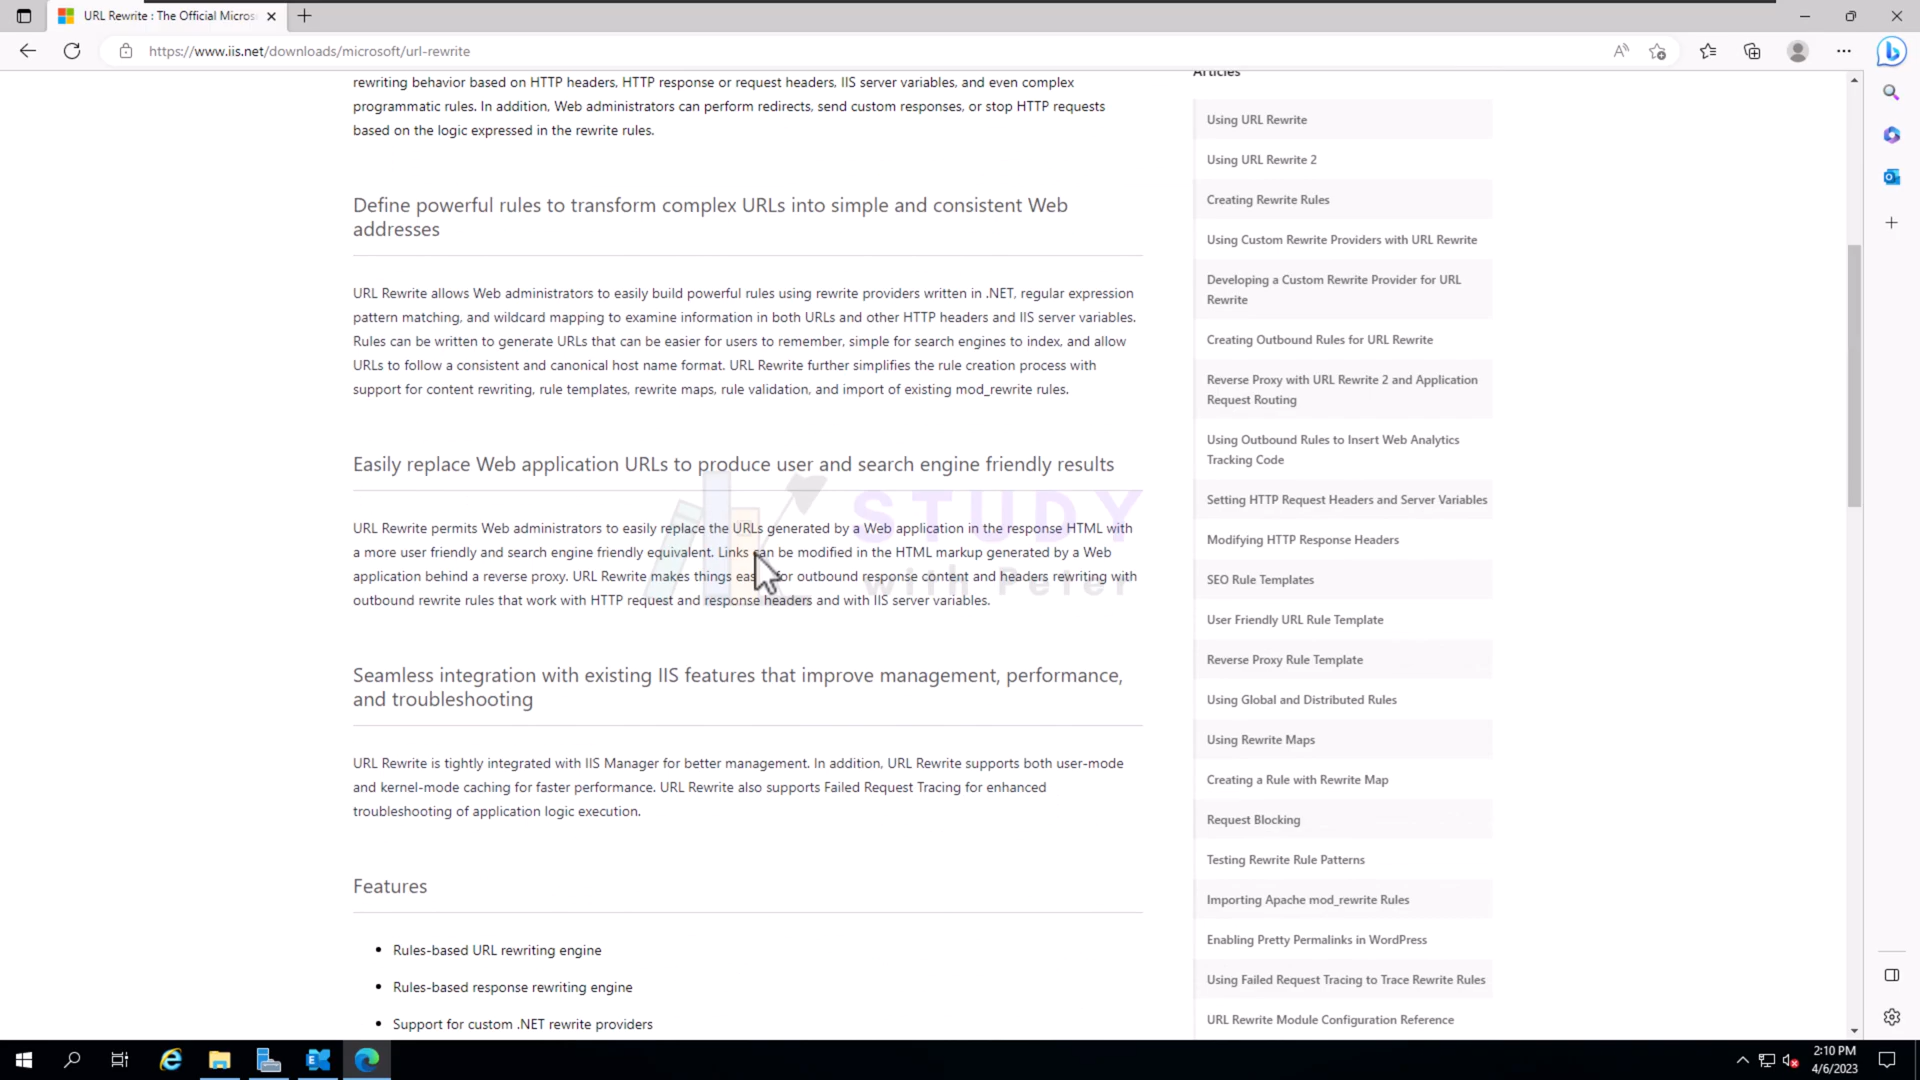 URL Rewrite : The Official Micros
https://www.iis.net/downloads/microsoft/url-rewrite
rewriting behavior based on HTTP headers, HTTP response or request headers, IIS server variables, and even complex
programmatic rules. In addition, Web administrators can perform redirects, send custom responses, or stop HTTP requests
based on the logic expressed in the rewrite rules.
Define powerful rules to transform complex URLs into simple and consistent Web
addresses
URL Rewrite allows Web administrators to easily build powerful rules using rewrite providers written in .NET, regular expression
pattern matching, and wildcard mapping to examine information in both URLs and other HTTP headers and IIS server variables.
Rules can be written to generate URLs that can be easier for users to remember, simple for search engines to index, and allow
URLs to follow a consistent and canonical host name format. URL Rewrite further simplifies the rule creation process with
support for content rewriting, rule templates, rewrite maps, rule validation, and import of existing mod_rewrite rules.
Easily replace Web application URLs to produce user and search engine friendly results
URL Rewrite permits Web administrators to easily replace the URLs generated by a Web application in the response HTML with
a more user friendly and search engine friendly equivalent. Links can be modified in the HTML markup generated by a Web
application behind a reverse proxy. URL Rewrite makes things eas for outbound response content and headers rewriting with
outbound rewrite rules that work with HTTP request and response headers and with IIS server variables.
STUDY
with Peter
Seamless integration with existing IIS features that improve management, performance,
and troubleshooting
URL Rewrite is tightly integrated with IIS Manager for better management. In addition, URL Rewrite supports both user-mode
and kernel-mode caching for faster performance. URL Rewrite also supports Failed Request Tracing for enhanced
troubleshooting of application logic execution.
Features
Rules-based URL rewriting engine
Rules-based response rewriting engine
Support for custom .NET rewrite providers
Articles
Using URL Rewrite
Using URL Rewrite 2
Creating Rewrite Rules
Using Custom Rewrite Providers with URL Rewrite
Developing a Custom Rewrite Provider for URL
Rewrite
Creating Outbound Rules for URL Rewrite
Reverse Proxy with URL Rewrite 2 and Application
Request Routing
Using Outbound Rules to Insert Web Analytics
Tracking Code
Setting HTTP Request Headers and Server Variables
Modifying HTTP Response Headers
SEO Rule Templates
User Friendly URL Rule Template
Reverse Proxy Rule Template
Using Global and Distributed Rules
Using Rewrite Maps
Creating a Rule with Rewrite Map
Request Blocking
Testing Rewrite Rule Patterns
Importing Apache mod_rewrite Rules
Enabling Pretty Permalinks in WordPress
Using Failed Request Tracing to Trace Rewrite Rules
URL Rewrite Module Configuration Reference
2:10 PM
4/6/2023